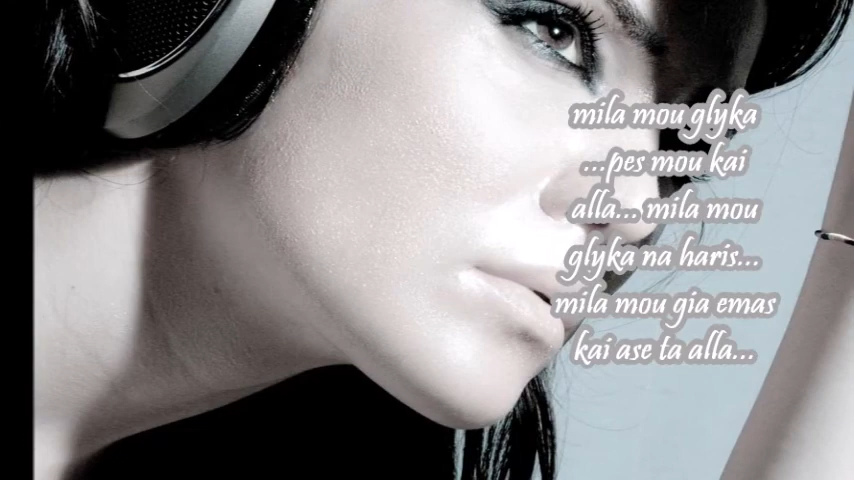 mila mou glyka
...pes mou kai
alla... mila mou
glyka na haris...
mila mou gia emas
kai ase ta alla...